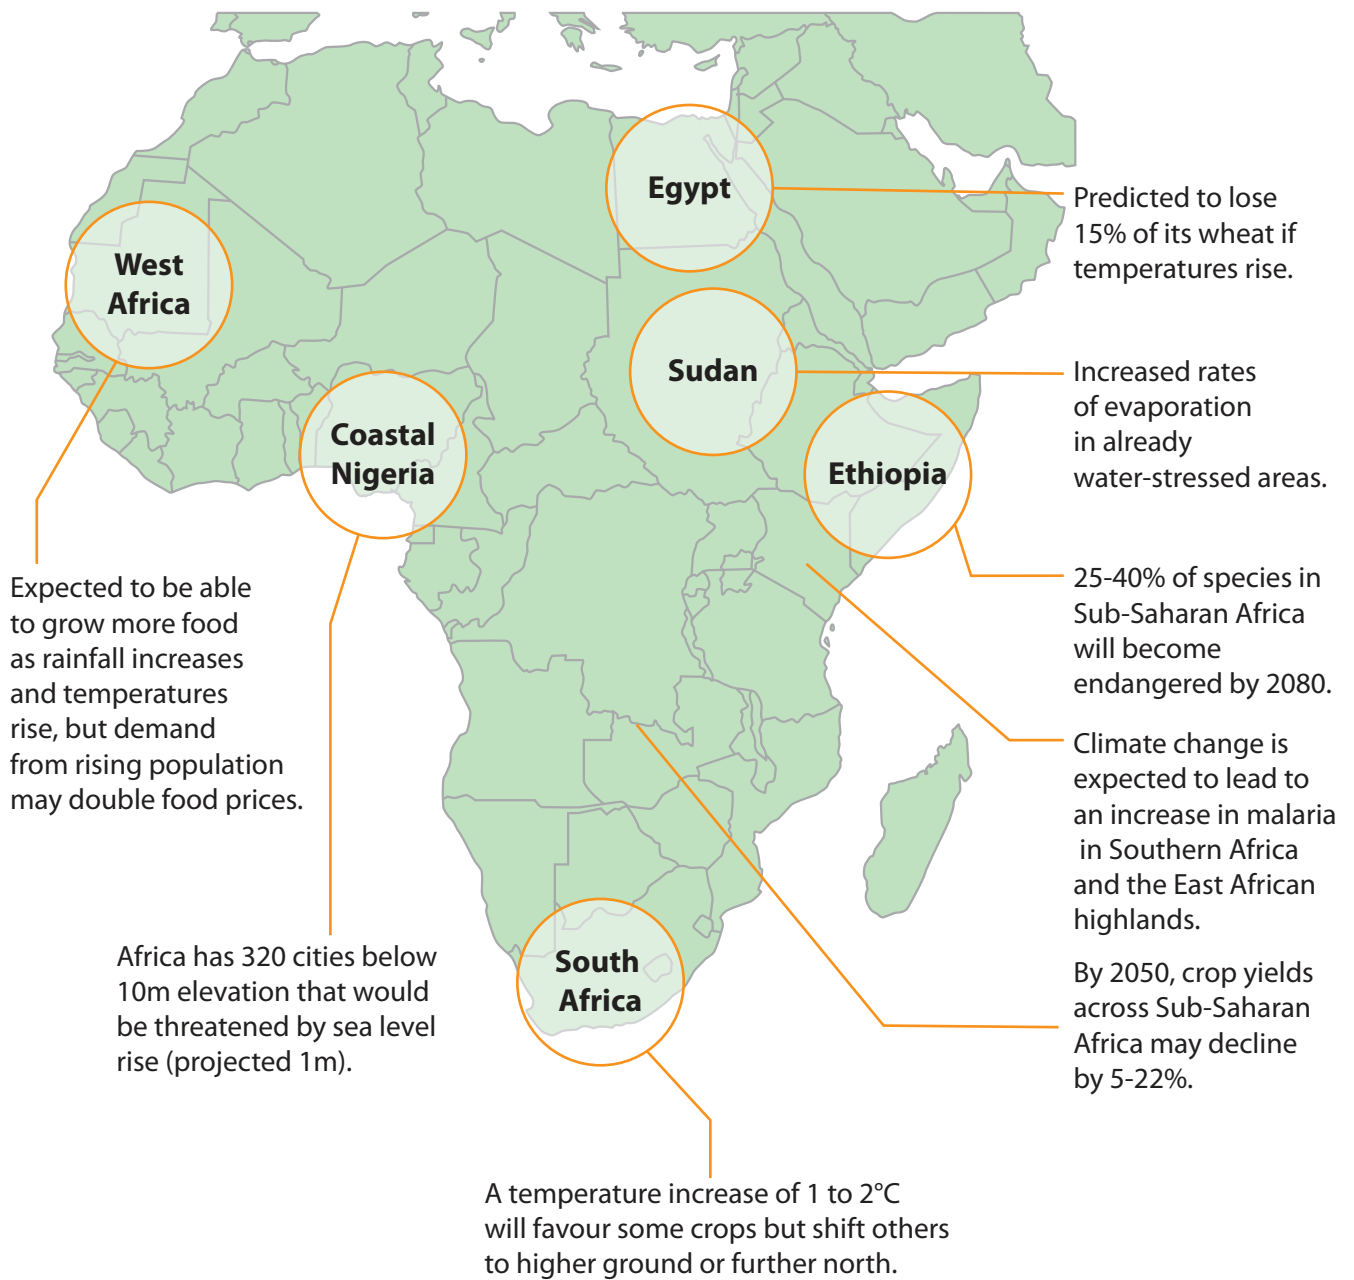 Egypt
Predicted to lose
15% of its wheat if
temperatures rise.
West
Africa
Sudan
Increased rates
of evaporation
in already
water-stressed areas.
Coastal
Nigeria
Ethiopia
25-40% of species in
Sub-Saharan Africa
will become
endangered by 2080.
Expected to be able
to grow more food
as rainfall increases
and temperatures
rise, but demand
from rising population
may double food prices.
Climate change is
expected to lead to
an increase in malaria
in Southern Africa
and the East African
highlands.
Africa has 320 cities below
10m elevation that would
be threatened by sea level
rise (projected 1m).
South
Africa
By 2050, crop yields
across Sub-Saharan
Africa may decline
by 5-22%.
A temperature increase of 1 to 2°C
will favour some crops but shift others
to higher ground or further north.